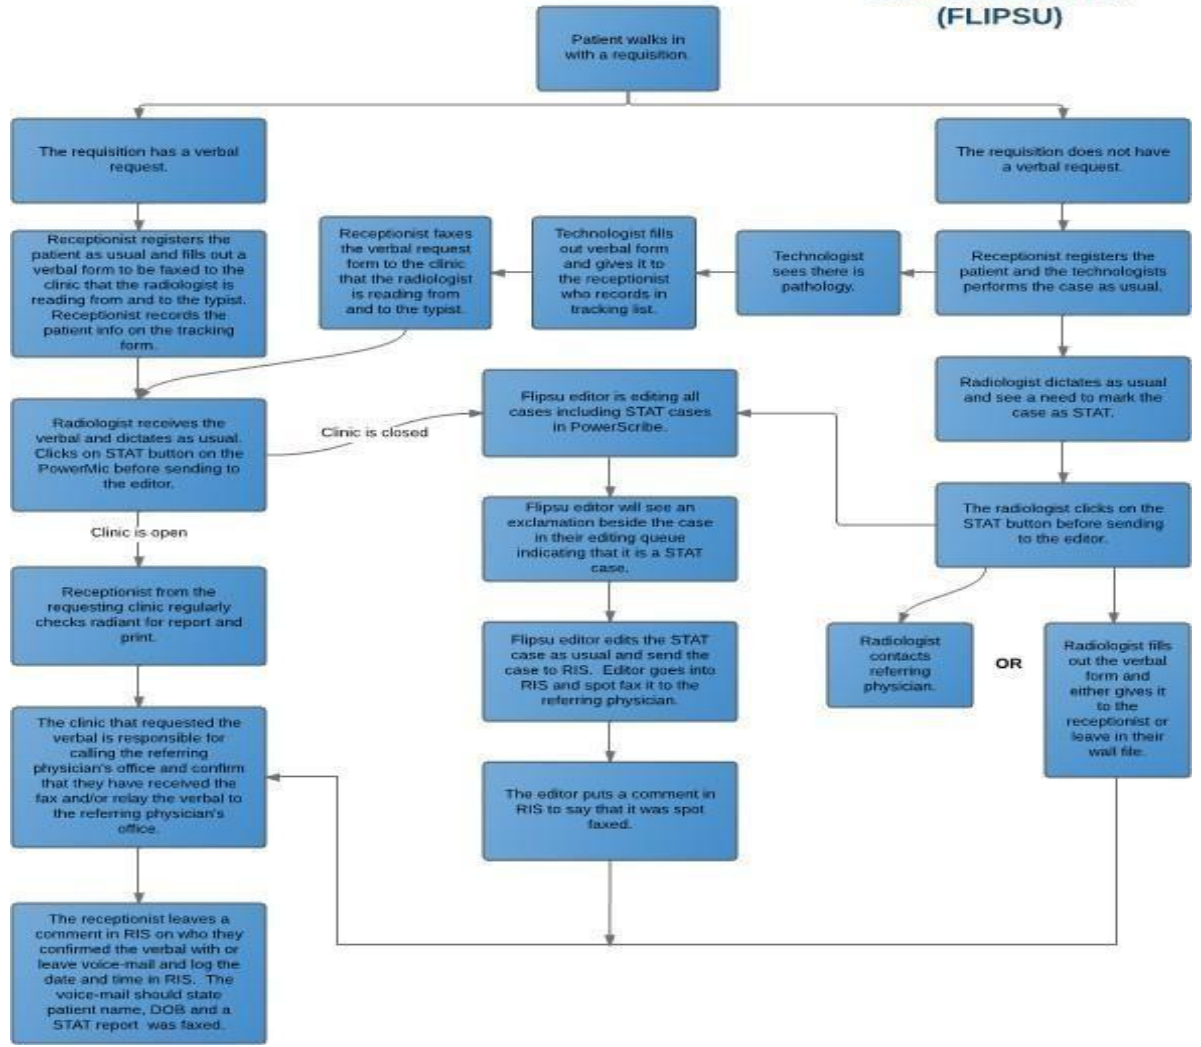 (FLIPSU)
Patient walks in
with a requisition.
The requisition has a verbal
request.
The requisition does not have
a verbal request.
Receptionist registers the
patient as usual and fills out a
verbal form to be faxed to the
clinic that the radiologist is
reading from and to the typist.
Receptionist records the
patient info on the tracking
form.
Receptionist faxes
the verbal request
form to the clinic
that the radiologist
is reading from
and to the typist.
Technologist fills
out verbal form
and gives it to
the receptionist
who records in
tracking list.
Technologist
sees there is
pathology.
Receptionist registers the
patient and the technologists
performs the case as usual.
Radiologist dictates as usual
and see a need to mark the
case as STAT.
Radiologist receives the
verbal and dictates as usual.
Clicks on STAT button on the
PowerMic before sending to
the editor.
Clinic is closed
Flipsu editor is editing all
cases including STAT cases
in PowerScribe.
Clinic is open
Flipsu editor will see an
exclamation beside the case
in their editing queue
indicating that it is a STAT
case.
The radiologist clicks on the
STAT button before sending
to the editor.
Receptionist from the
requesting clinic regularly
checks radiant for report and
print.
Flipsu editor edits the STAT
case as usual and send the
case to RIS. Editor goes into
RIS and spot fax it to the
referring physician.
Radiologist
contacts
referring
physician.
OR
Radiologist fills
out the verbal
form and
either gives it
to the
receptionist or
leave in their
wall file.
The clinic that requested the
verbal is responsible for
calling the referring
physician's office and confirm
that they have received the
fax and/or relay the verbal to
the referring physician's
office.
The editor puts a comment in
RIS to say that it was spot
faxed.
The receptionist leaves a
comment in RIS on who they
confirmed the verbal with or
leave voice-mail and log the
date and time in RIS. The
voice-mail should state
patient name, DOB and a
STAT report was faxed.